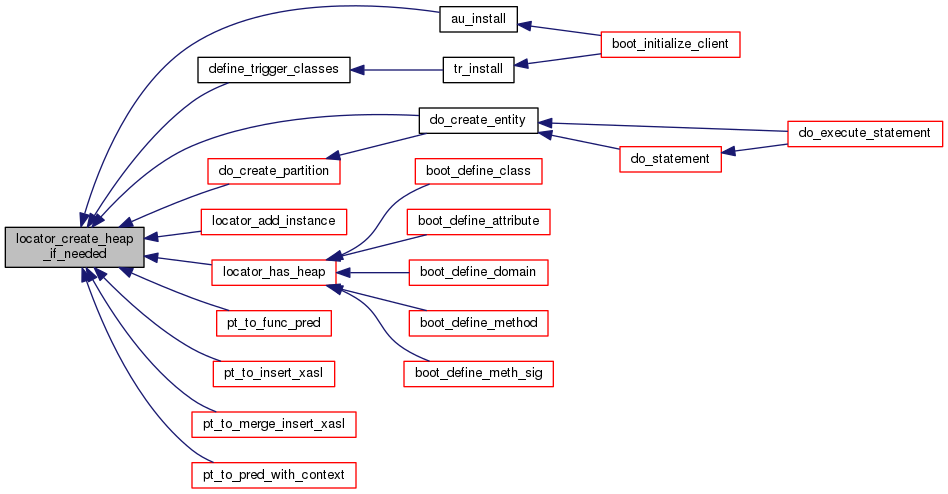 au_install
boot_initialize_client
define_trigger_classes
tr_install
do_create_entity
do_execute_statement
do_statement
do_create_partition
boot_define_class
locator_add_instance
boot_define_attribute
locator_create_heap
_if_needed
locator_has_heap
boot_define_domain
pt_to_func_pred
boot_define_method
pt_to_insert_xasl
boot_define_meth_sig
pt_to_merge_insert_xasl
pt_to_pred_with_context